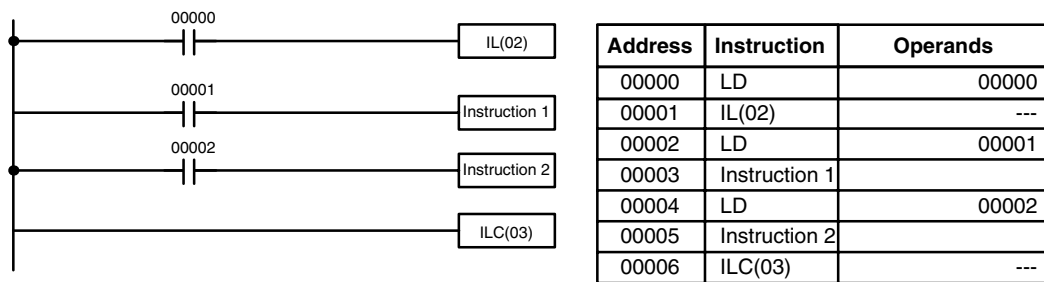 00000
IL(02)
00001
Instruction 1
00002
Instruction 2
ILC(03)
Address Instruction Operands
00000 LD 00000
00001 IL(02) ---
00002 LD 00001
00003 Instruction 1
00004 LD 00002
00005 Instruction 2
00006 ILC(03) ---